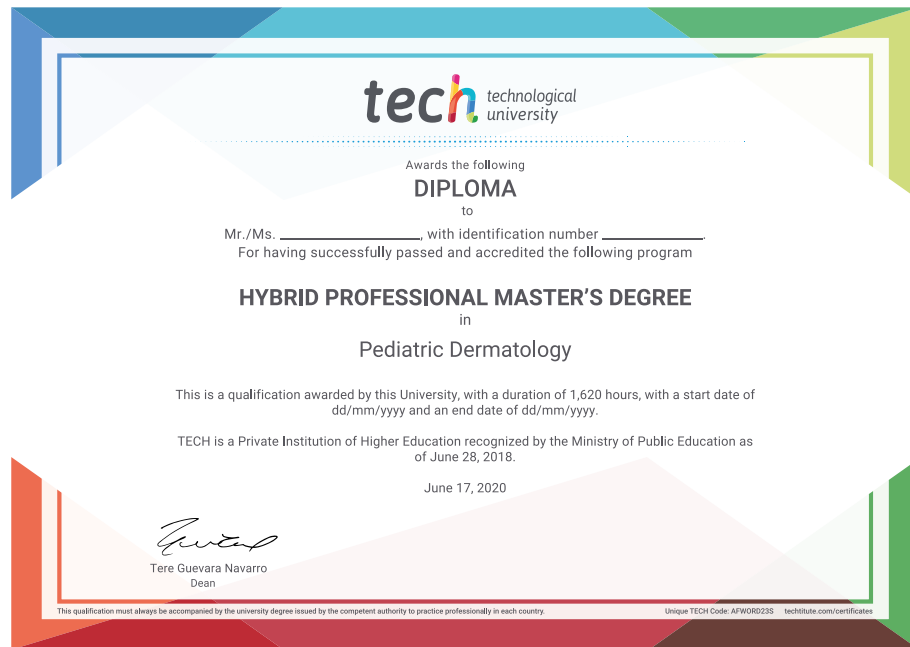 tech technological
university
Awards the following
DIPLOMA
to
Mr./Ms. ____________________, with identification number ______________.
For having successfully passed and accredited the following program
HYBRID PROFESSIONAL MASTER'S DEGREE
in
Pediatric Dermatology
This is a qualification awarded by this University, with a duration of 1,620 hours, with a start date of
dd/mm/yyyy and an end date of dd/mm/yyyy.
TECH is a Private Institution of Higher Education recognized by the Ministry of Public Education as
of June 28, 2018.
June 17, 2020
Tere Guevara Navarro
Dean
This qualification must always be accompanied by the university degree issued by the competent authority to practice professionally in each country.
Unique TECH Code: AFWORD23S techtitute.com/certificates